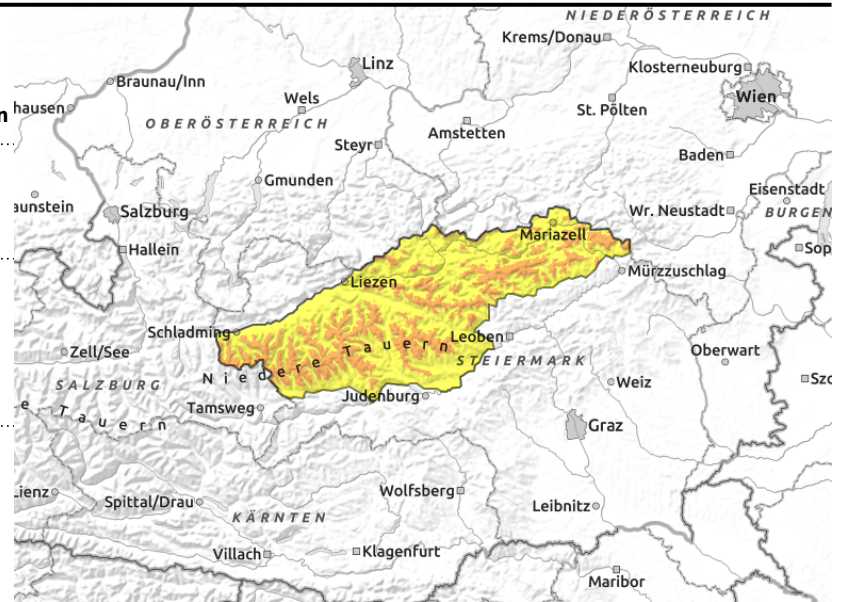 NIEDERÖSTERREICH
Krems/Donau
Linz
Klosterneuburg
Braunau/Inn
Wien
Wels
hausen
n
St. Pölten
OBERÖSTERREICH
Amstetten
Steyr
Baden
Gmunden
Eisenstadt
aunstein
Salzburg
Wr. Neustadt
BURGEN
Mariazell
Hallein
Sop
Mürzzuschlag
Liezen
Schladming
Leoben
Zell/See
Oberwart
STEIERMARK
Niedere Tauern
SALZBURG
Weiz
Szo
Judenburg
Tamsweg
e Tauern
Graz
Lienz
Wolfsberg
Spittal/Drau
Leibnitz
KÄRNTEN
Villach
Klagenfurt
Maribor